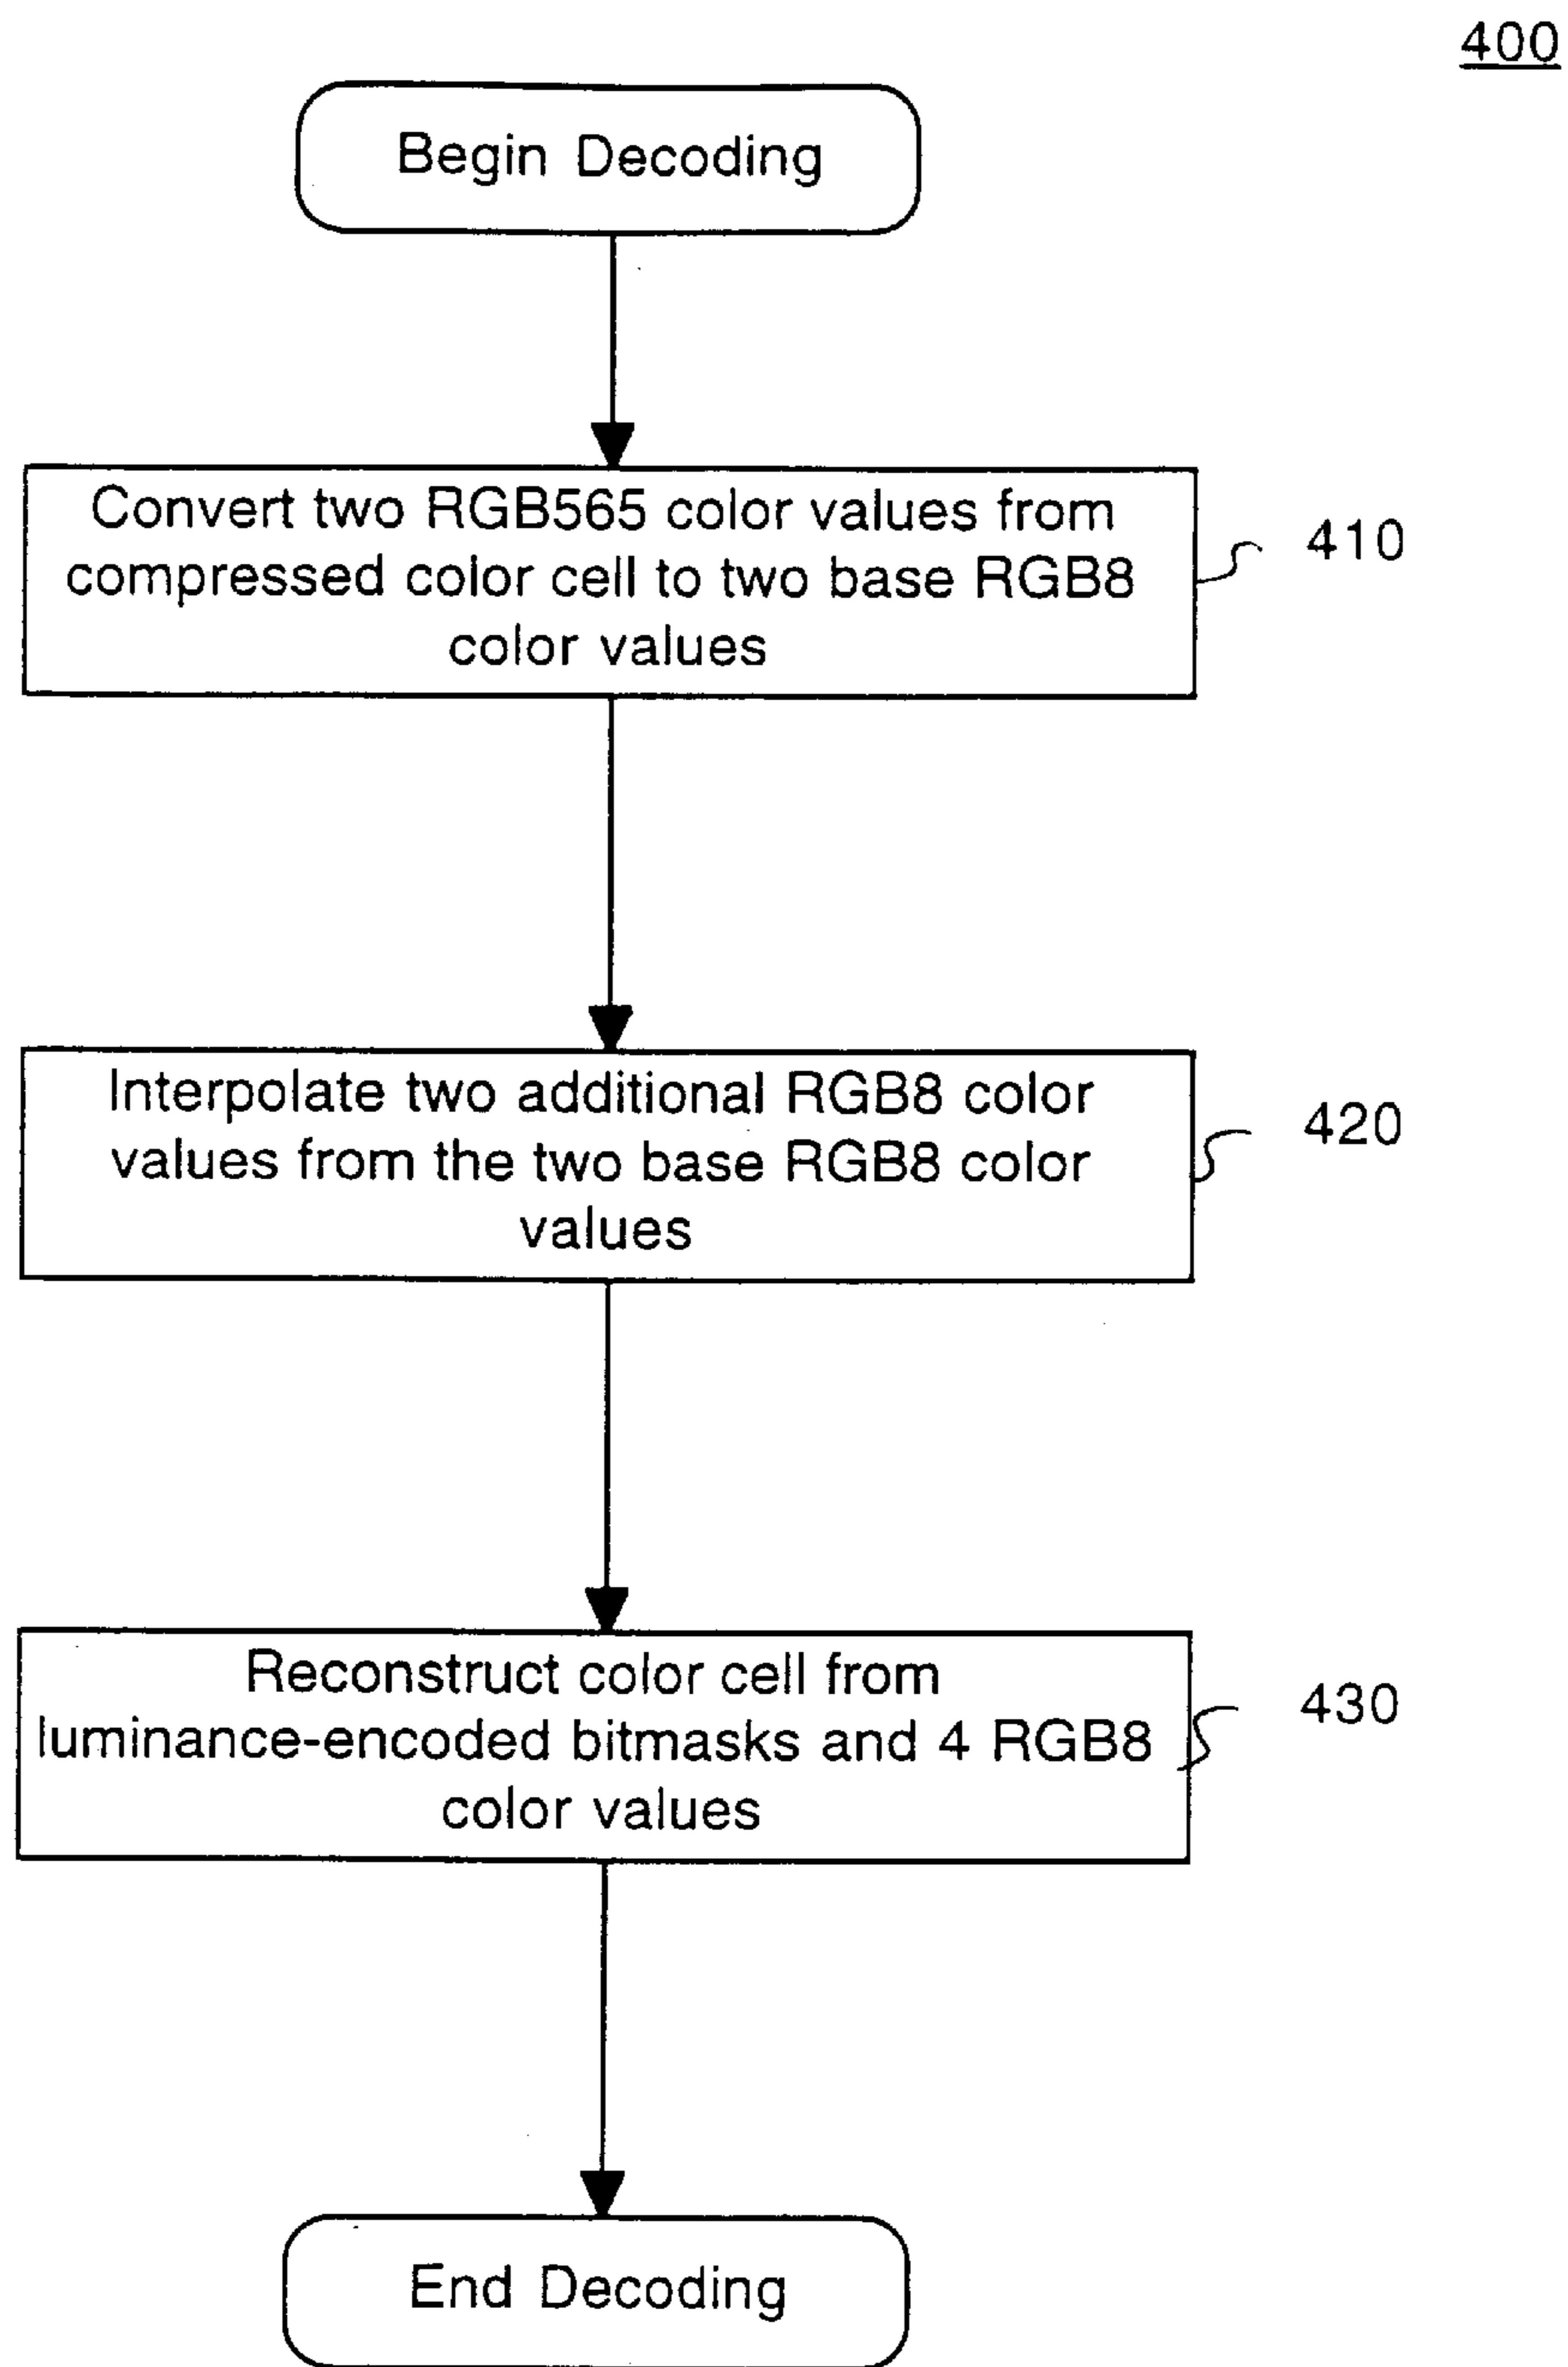 400
Begin Decoding
Convert two RGB565 color values from
compressed color cell to two base RGB8
color values
410
Interpolate two additional RGB8 color
values from the two base RGB8 color
values
420
Reconstruct color cell from
luminance-encoded bitmasks and 4 RGB8
color values
430
End Decoding